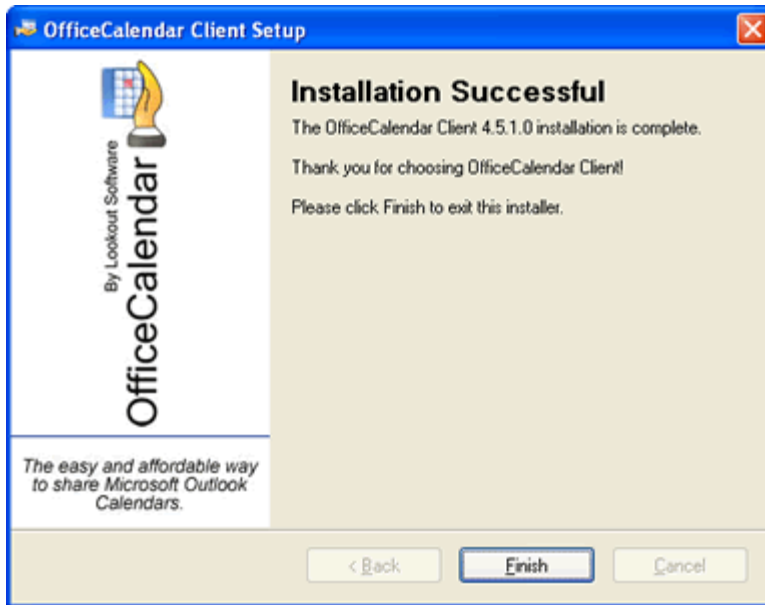 OfficeCalendar Client Setup
By Lookout Software
OfficeCalendar
The easy and affordable way
to share Microsoft Outlook
Calendars.
Installation Successful
The OfficeCalendar Client 4.5.1.0 installation is complete.
Thank you for choosing OfficeCalendar Client!
Please click Finish to exit this installer.
< Back
Finish
Cancel